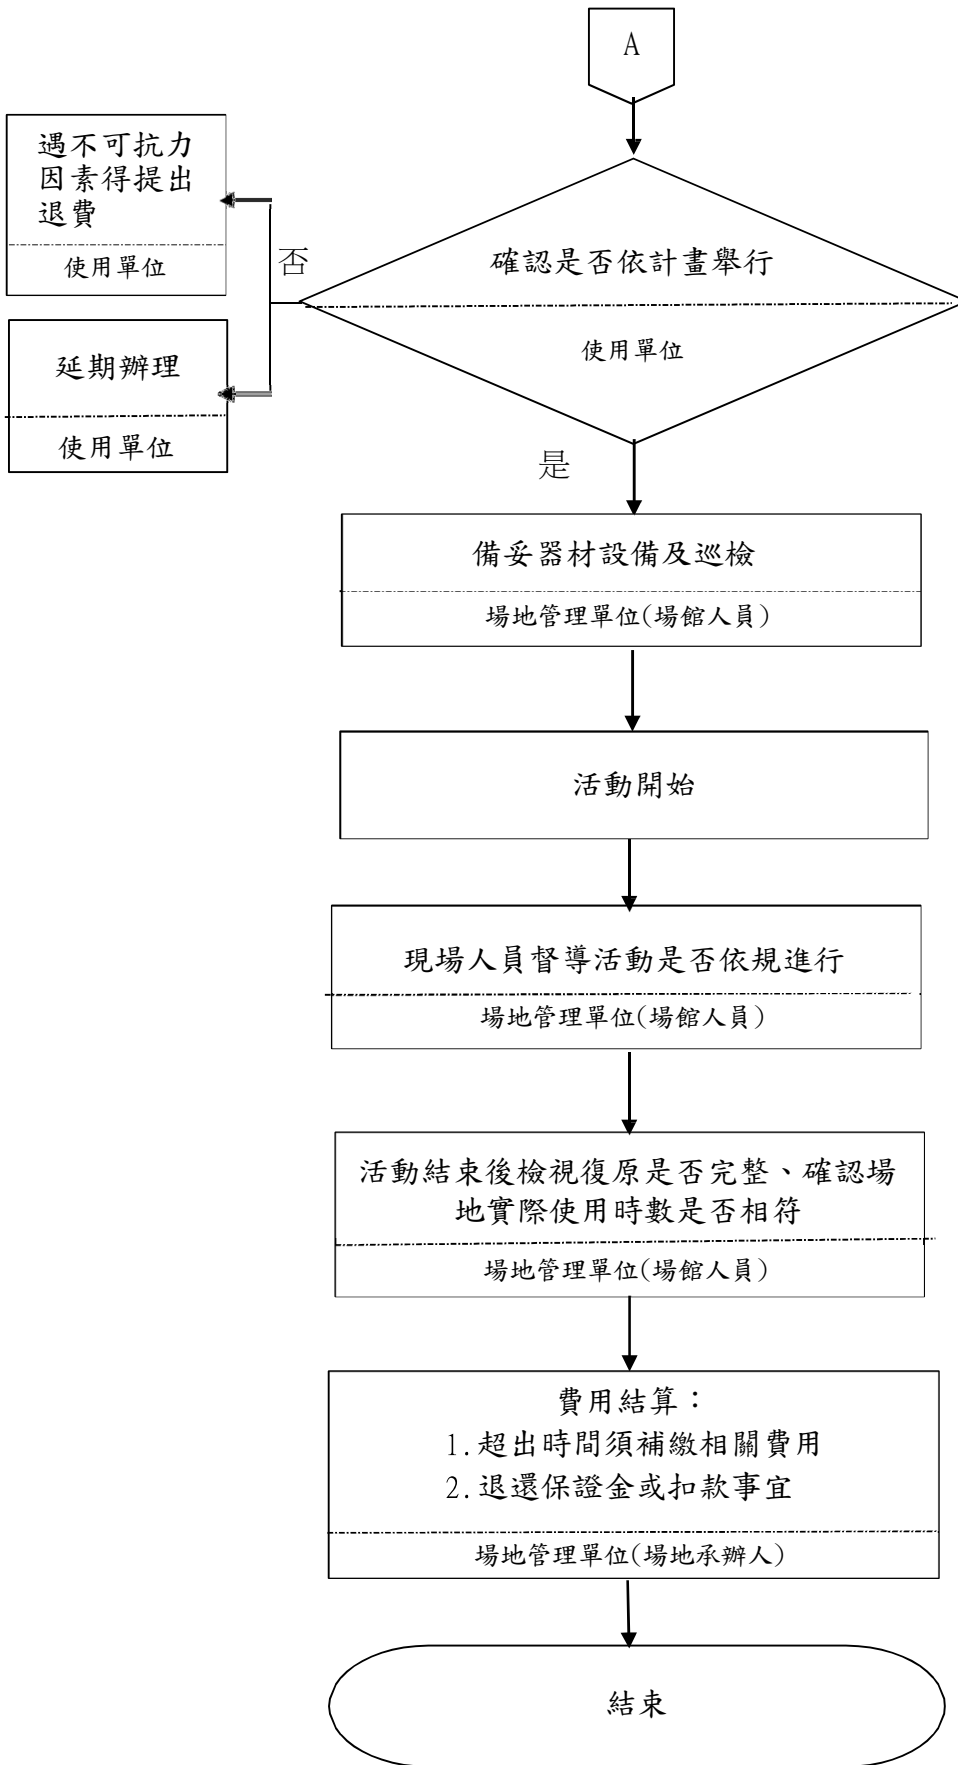 A
遇不可抗力
因素得提出
退費
使用單位
否
確認是否依計畫舉行
使用單位
延期辦理
使用單位
是
備妥器材設備及巡檢
場地管理單位(場館人員)
活動開始
現場人員督導活動是否依規進行
場地管理單位(場館人員)
活動結束後檢視復原是否完整、確認場
地實際使用時數是否相符
場地管理單位(場館人員)
費用結算：
1.超出時間須補繳相關費用
2.退還保證金或扣款事宜
場地管理單位(場地承辦人)
結束